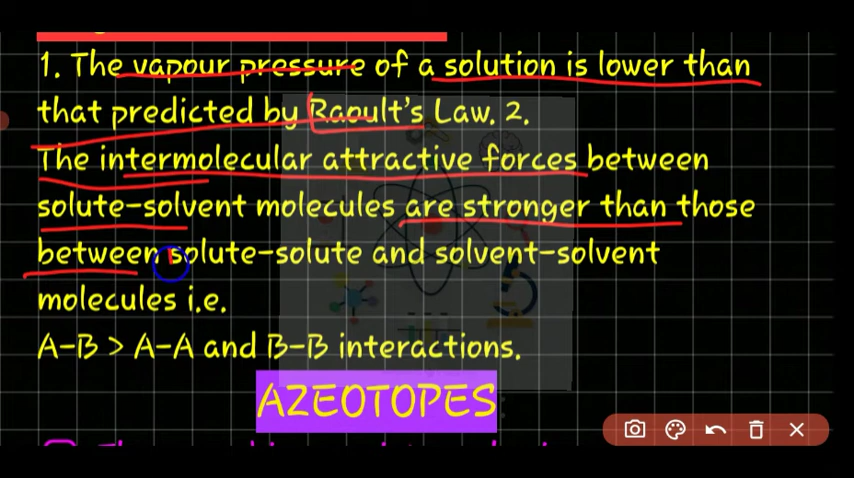 1. The vapour pressure of a solution is lower than
that predicted by Raoult's Law. 2.
The intermolecular attractive forces between
solute-solvent molecules are stronger than those
between solute-solute and solvent-solvent
molecules i.e.
A-B > A-A and B-B interactions.
AZEOTOPES